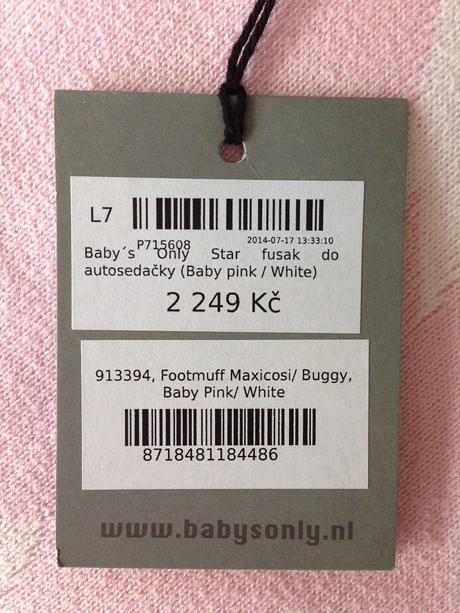 L7
P715608 2014-07-17 13:33:10
Baby´s Only Star fusak do
autosedačky (Baby pink / White)
2 249 Kč
913394, Footmuff Maxicosi/ Buggy,
Baby Pink/ White
8718481184486
www.babysonly.nl